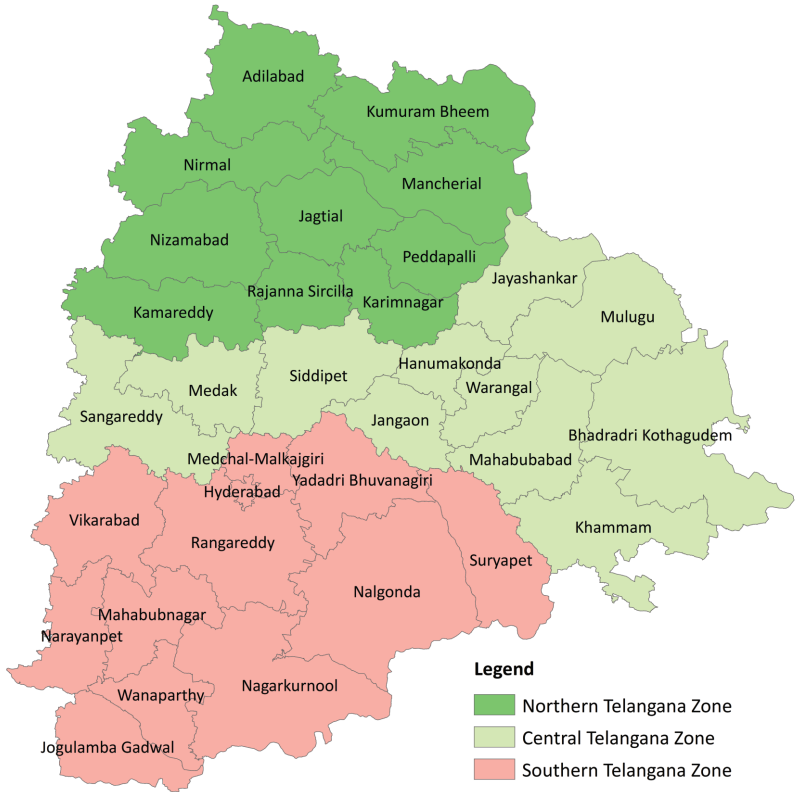 Adilabad
Kumuram Bheem
Nirmal
Mancherial
Jagtial
Nizamabad
Peddapalli
Jayashankar
Rajanna Sircilla
Karimnagar
Kamareddy
Mulugu
Hanumakonda
Siddipet
Medak
Warangal
Sangareddy
Jangaon
Bhadradri Kothagudem
Medchal-Malkajgiri
Mahabubabad
Yadadri Bhuvanagiri
Hyderabad
Vikarabad
Khammam
Rangareddy
Suryapet
Nalgonda
Mahabubnagar
Narayanpet
Nagarkurnool
Wanaparthy
Jogulamba Gadwal
Legend
Northern Telangana Zone
Central Telangana Zone
Southern Telangana Zone